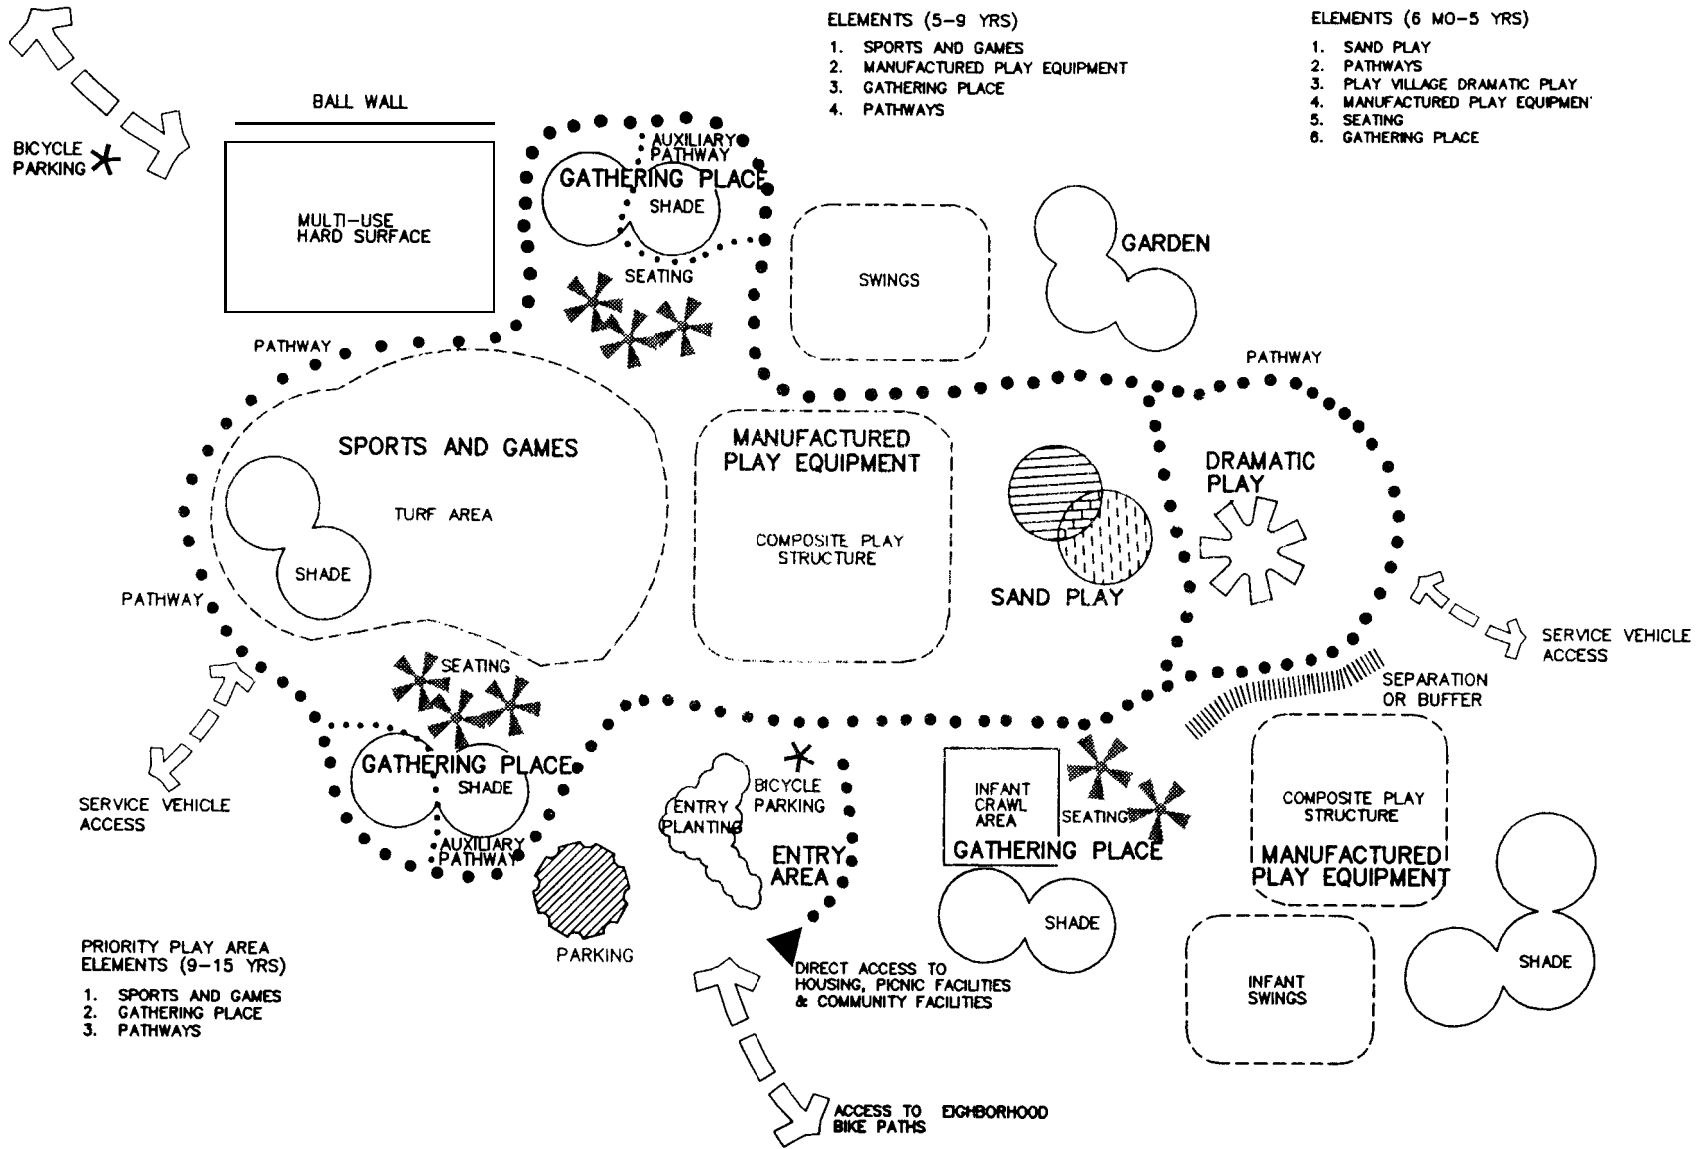 ELEMENTS (5-9 YRS)
1. SPORTS AND GAMES
2. MANUFACTURED PLAY EQUIPMENT
3. GATHERING PLACE
4. PATHWAYS
ELEMENTS (6 MO-5 YRS)
1. SAND PLAY
2. PATHWAYS
3. PLAY VILLAGE DRAMATIC PLAY
4. MANUFACTURED PLAY EQUIPMEN
5. SEATING
6. GATHERING PLACE
BALL WALL
BICYCLE
PARKING
AUXILIARY
PATHWAY
GATHERING PLACE
SHADE
MULTI-USE
HARD SURFACE
SEATING
SWINGS
GARDEN
PATHWAY
PATHWAY
SPORTS AND GAMES
TURF AREA
SHADE
MANUFACTURED
PLAY EQUIPMENT
COMPOSITE PLAY
STRUCTURE
DRAMATIC
PLAY
SAND PLAY
PATHWAY
SERVICE VEHICLE
ACCESS
SEPARATION
OR BUFFER
SEATING
GATHERING PLACE
SHADE
AUXILIARY
PATHWAY
SERVICE VEHICLE
ACCESS
BICYCLE
PARKING
ENTRY
PLANTING
ENTRY
AREA
INFANT
CRAWL
AREA
SEATING
GATHERING PLACE
SHADE
COMPOSITE PLAY
STRUCTURE
MANUFACTURED
PLAY EQUIPMENT
SHADE
INFANT
SWINGS
PARKING
DIRECT ACCESS TO
HOUSING, PICNIC FACILITIES
& COMMUNITY FACILITIES
PRIORITY PLAY AREA
ELEMENTS (9-15 YRS)
1. SPORTS AND GAMES
2. GATHERING PLACE
3. PATHWAYS
ACCESS TO EIGHBORHOOD
BIKE PATHS